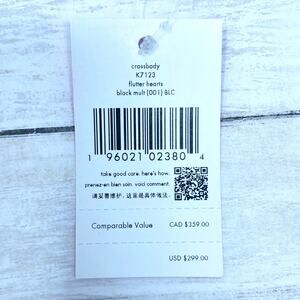 crossbody
K7123
flutter hearts
black mult (001) BLC
1 96021 02380 4
take good care. here's how.
prenez-en bien soin. voici comment.
请妥善维护，这里是具体做法。
Comparable Value CAD $359.00
USD $299.00